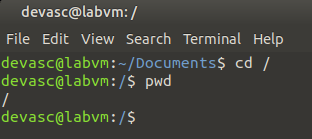 devasc@labvm:/
File Edit View Search Terminal Help
devasc@labvm:~/Documents$ cd /
devasc@labvm:/$ pwd
/
devasc@labvm:/$